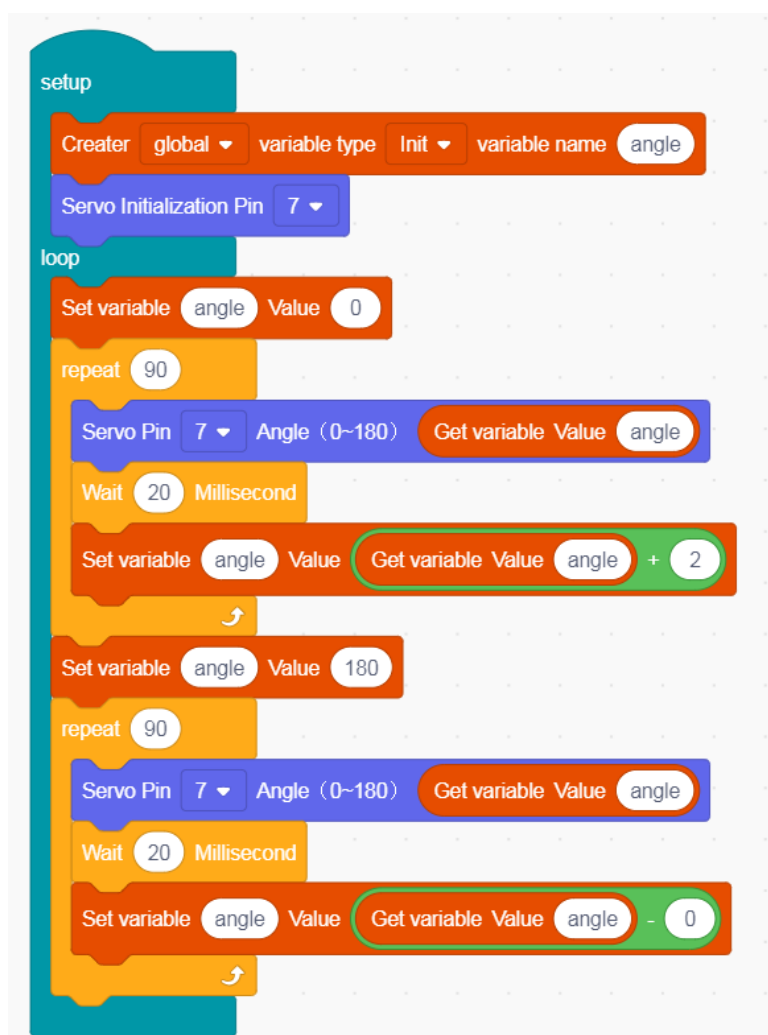 setup
Creater global variable type Init variable name angle
Servo Initialization Pin 7
loop
Set variable angle Value 0
repeat 90
Servo Pin 7 Angle（0~180） Get variable Value angle
Wait 20 Millisecond
Set variable angle Value Get variable Value angle + 2
Set variable angle Value 180
repeat 90
Servo Pin 7 Angle（0~180） Get variable Value angle
Wait 20 Millisecond
Set variable angle Value Get variable Value angle - 0